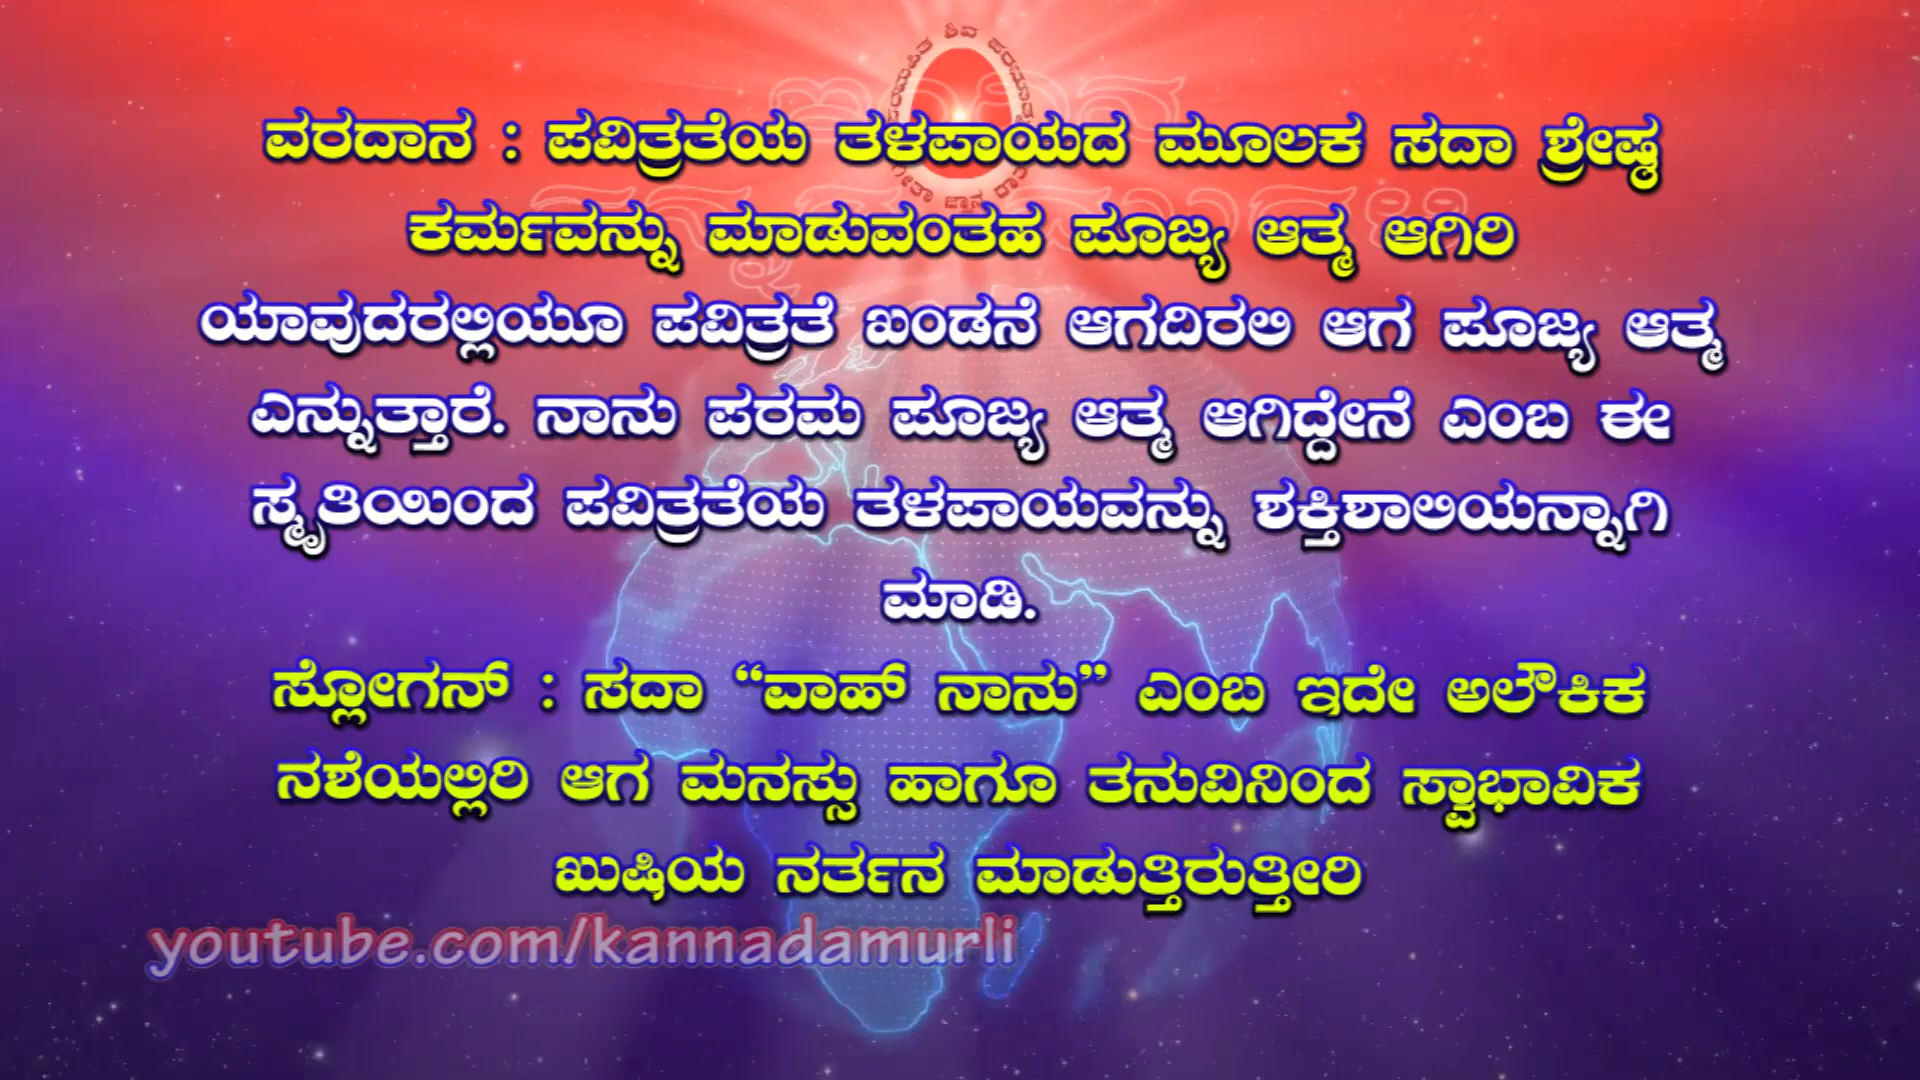 ವರದಾನ : ಪವಿತ್ರತೆಯ ತಳಪಾಯದ ಮೂಲಕ ಸದಾ ಶ್ರೇಷ್ಠ
ಕರ್ಮವನ್ನು ಮಾಡುವಂತಹ ಪೂಜ್ಯ ಆತ್ಮ ಆಗಿರಿ
ಯಾವುದರಲ್ಲಿಯೂ ಪವಿತ್ರತೆ ಖಂಡನೆ ಆಗದಿರಲಿ ಆಗ ಪೂಜ್ಯ ಆತ್ಮ
ಎನ್ನುತ್ತಾರೆ. ನಾನು ಪರಮ ಪೂಜ್ಯ ಆತ್ಮ ಆಗಿದ್ದೇನೆ ಎಂಬ ಈ
ಸ್ಮೃತಿಯಿಂದ ಪವಿತ್ರತೆಯ ತಳಪಾಯವನ್ನು ಶಕ್ತಿಶಾಲಿಯನ್ನಾಗಿ
ಮಾಡಿ.
ಸ್ಲೋಗನ್ : ಸದಾ “ವಾಹ್ ನಾನು” ಎಂಬ ಇದೇ ಅಲೌಕಿಕ
ನಶೆಯಲ್ಲಿರಿ ಆಗ ಮನಸ್ಸು ಹಾಗೂ ತನುವಿನಿಂದ ಸ್ವಾಭಾವಿಕ
ಖುಷಿಯ ನರ್ತನ ಮಾಡುತ್ತಿರುತ್ತೀರಿ
youtube.com/kannadamurli